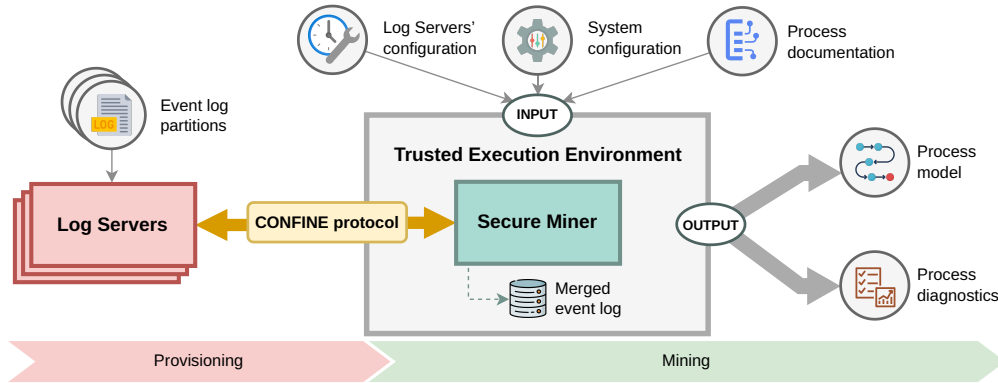 Log Servers'
configuration
System
configuration
Process
documentation
Event log
partitions
LOG
INPUT
Trusted Execution Environment
Log Servers
CONFINE protocol
Secure Miner
OUTPUT
Merged
event log
Process
model
Process
diagnostics
Provisioning
Mining